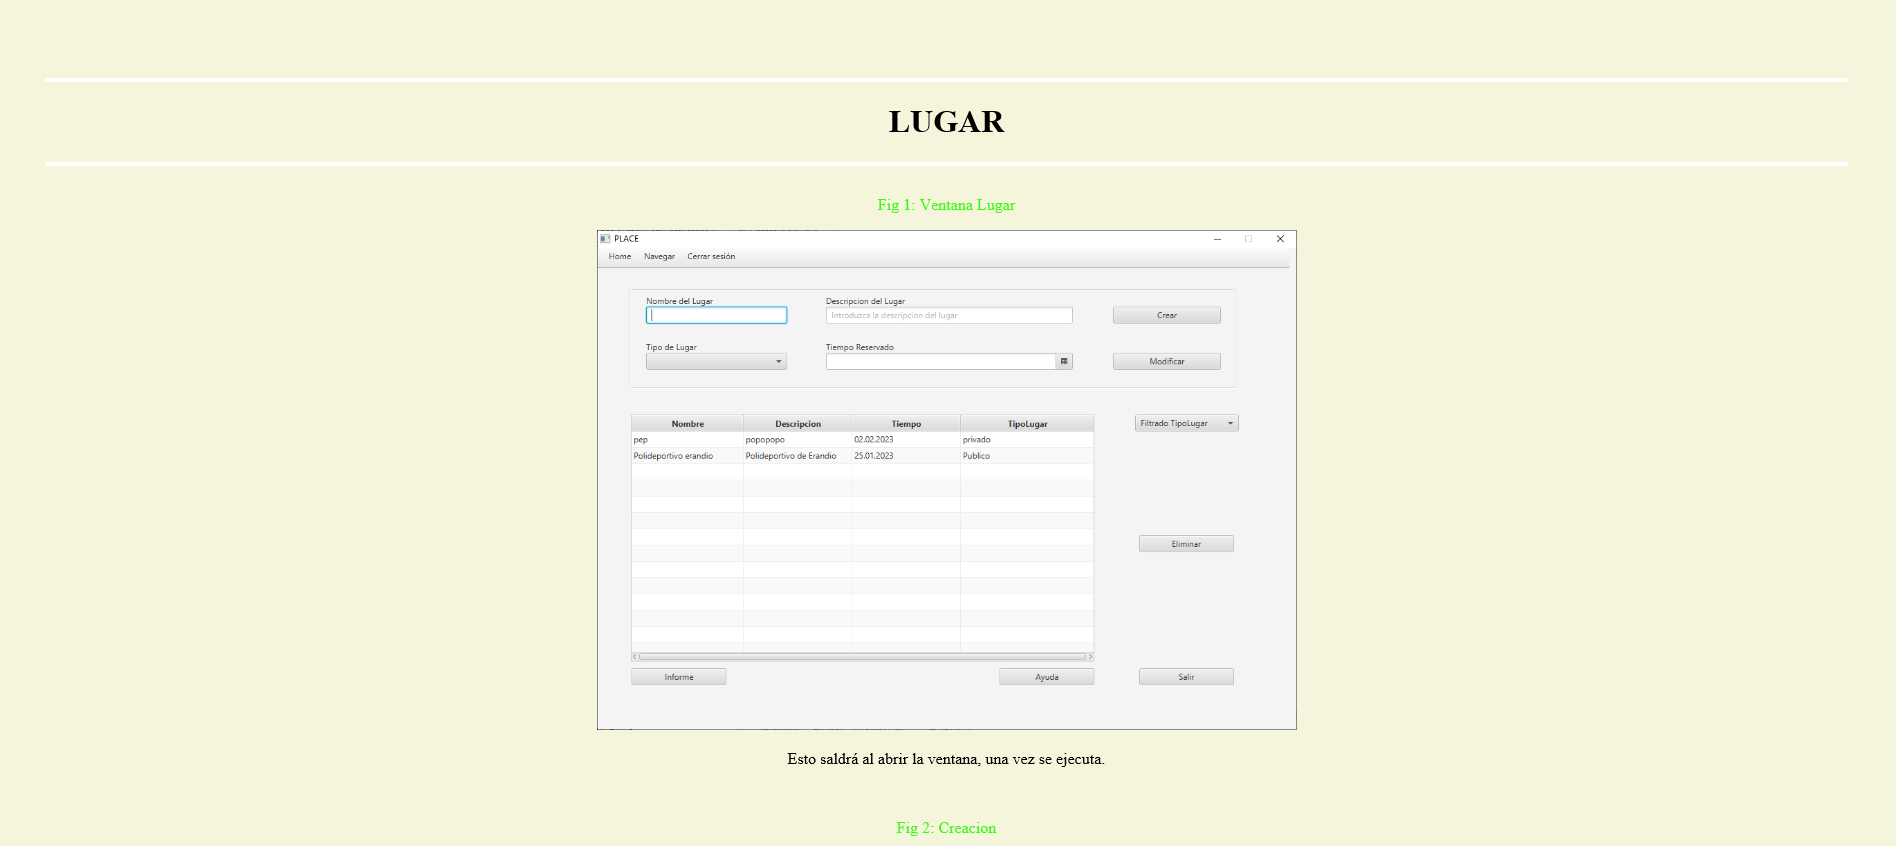 LUGAR
Fig 1: Ventana Lugar
PLACE
Home Navegar Cerrar sesión
Nombre del Lugar Descripcion del Lugar
Introduzca la descripcion del lugar Crear
Tipo de Lugar Tiempo Reservado
Modificar
Nombre Descripcion Tiempo TipoLugar Filtrado TipoLugar
pep popopopo 02.02.2023 privado
Polideportivo erandio Polideportivo de Erandio 25.01.2023 Publico
Eliminar
Informe Ayuda Salir
Esto saldrá al abrir la ventana, una vez se ejecuta.
Fig 2: Creacion